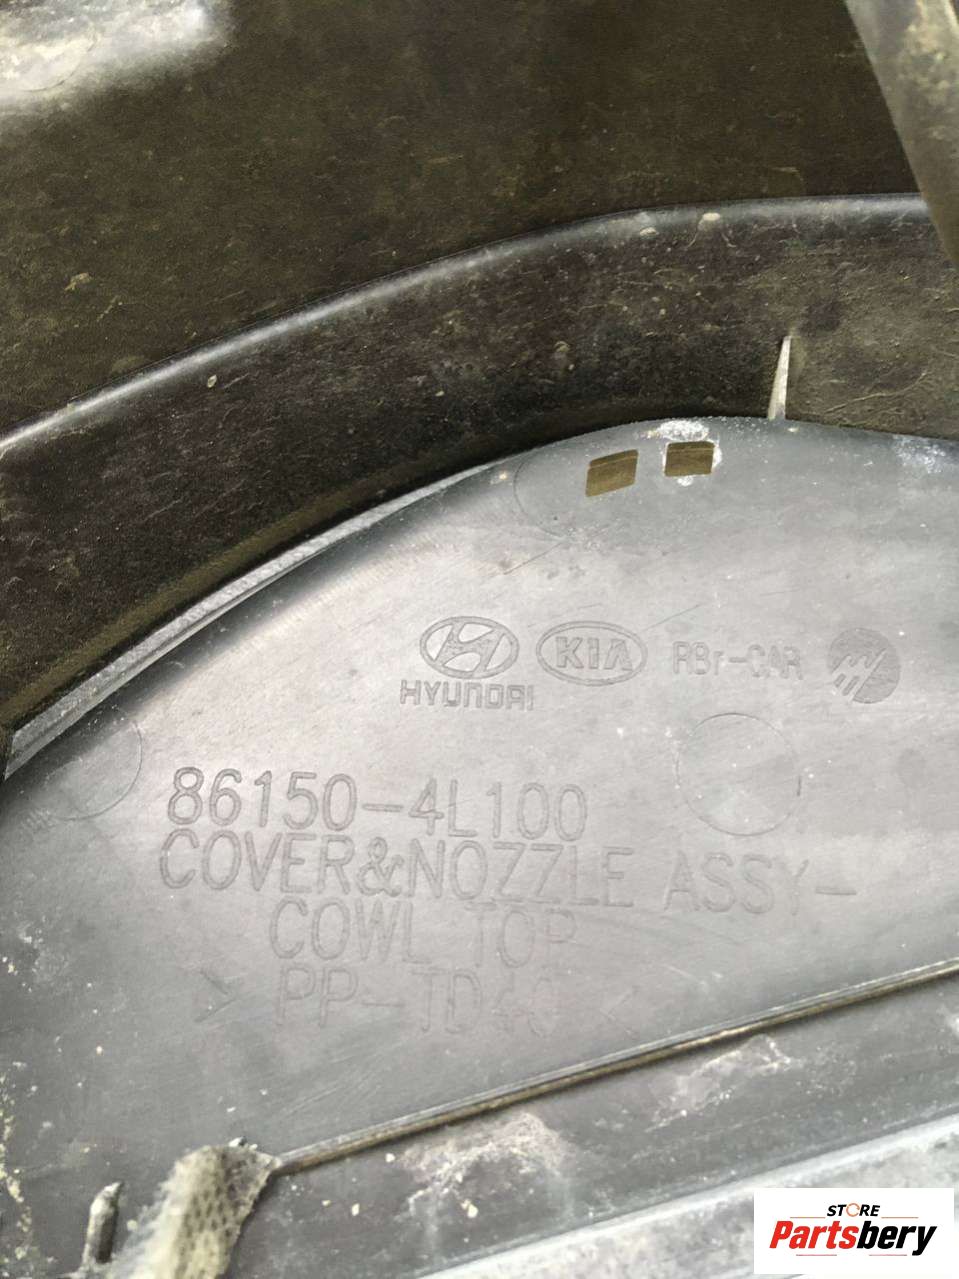 KIA RBr-CAR
HYUNDAI
86150-4L100
COVER&NOZZLE ASSY-
COWL TOP
> PP-TD40 <
STORE
Partsbery